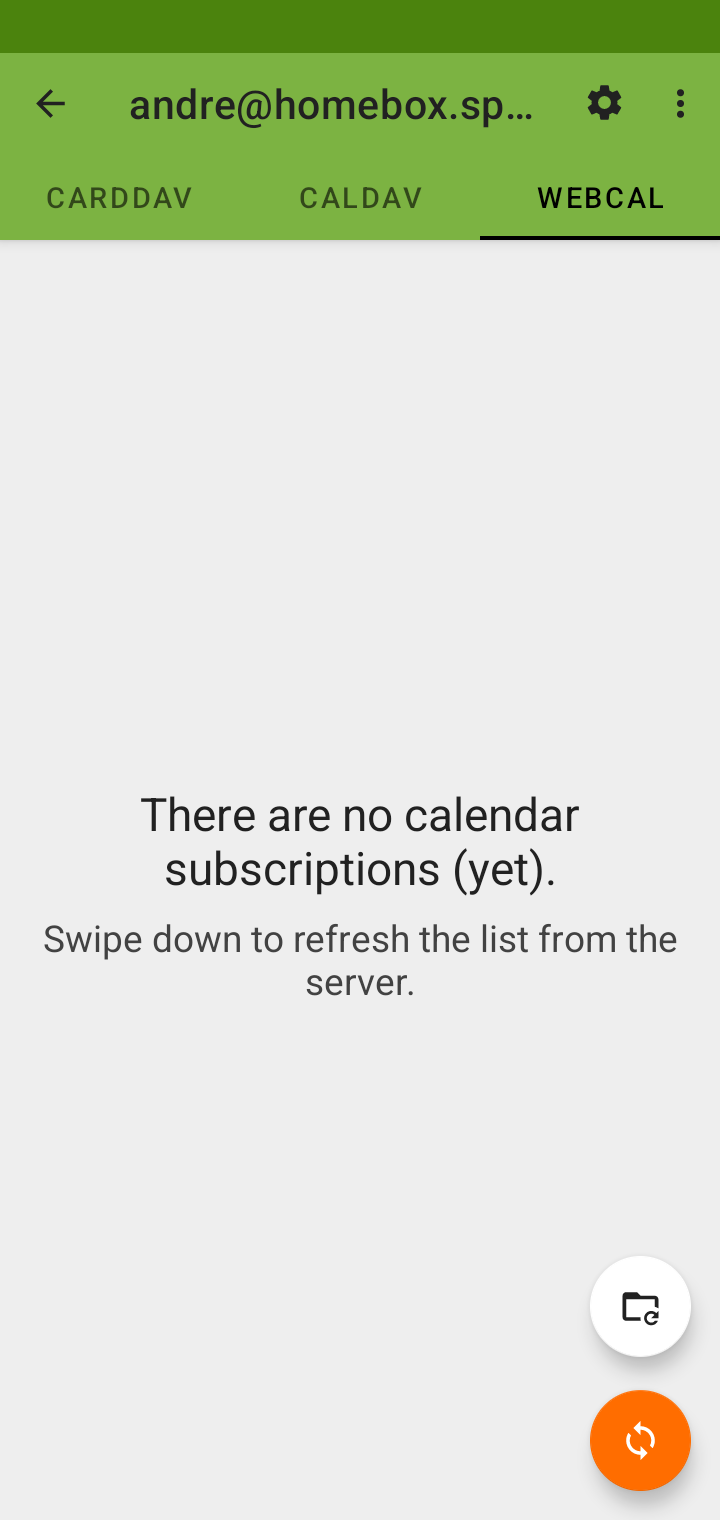 andre@homebox.sp...
CARDDAV
CALDAV
WEBCAL
There are no calendar
subscriptions (yet).
Swipe down to refresh the list from the
server.